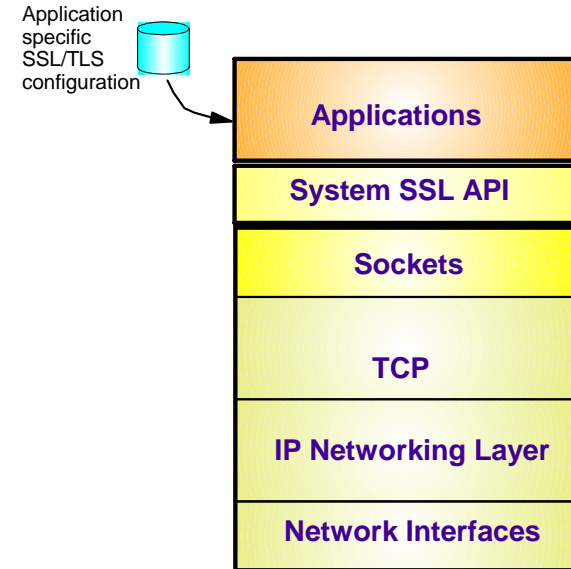 Application
specific
SSL/TLS
configuration
Applications
System SSL API
Sockets
TCP
IP Networking Layer
Network Interfaces